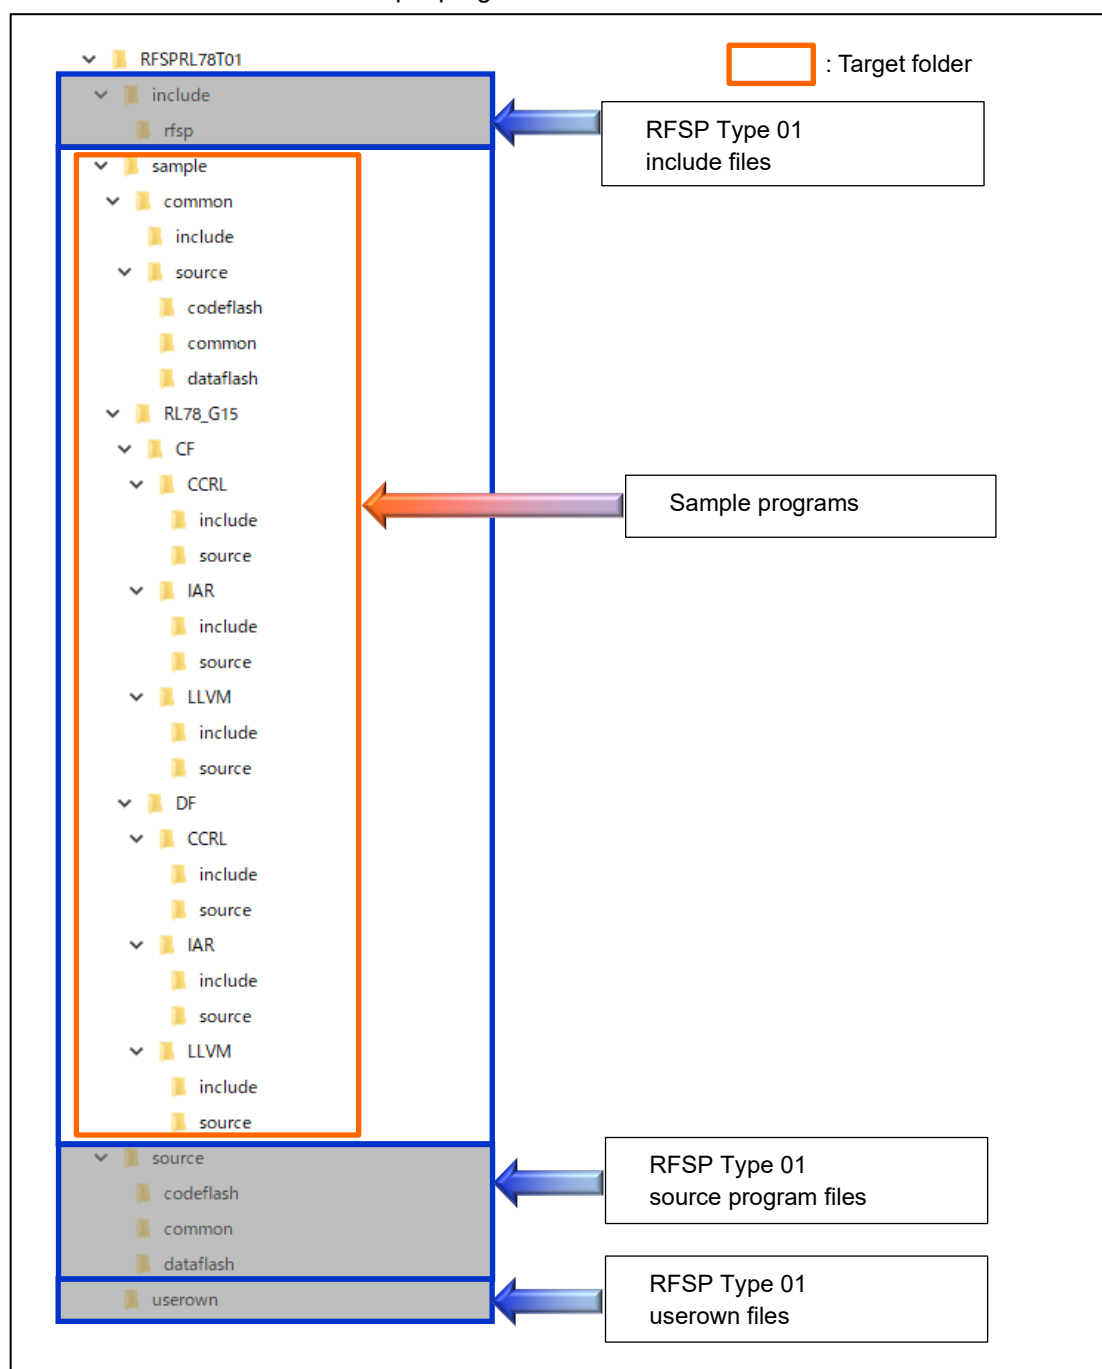 RFSPRL78T01
: Target folder
include
rfsp
RFSP Type 01
include files
sample
common
include
source
codeflash
common
dataflash
RL78_G15
CF
CCRL
include
source
Sample programs
IAR
include
source
LLVM
include
source
DF
CCRL
include
source
IAR
include
source
LLVM
include
source
source
codeflash
common
dataflash
RFSP Type 01
source program files
userown
RFSP Type 01
userown files